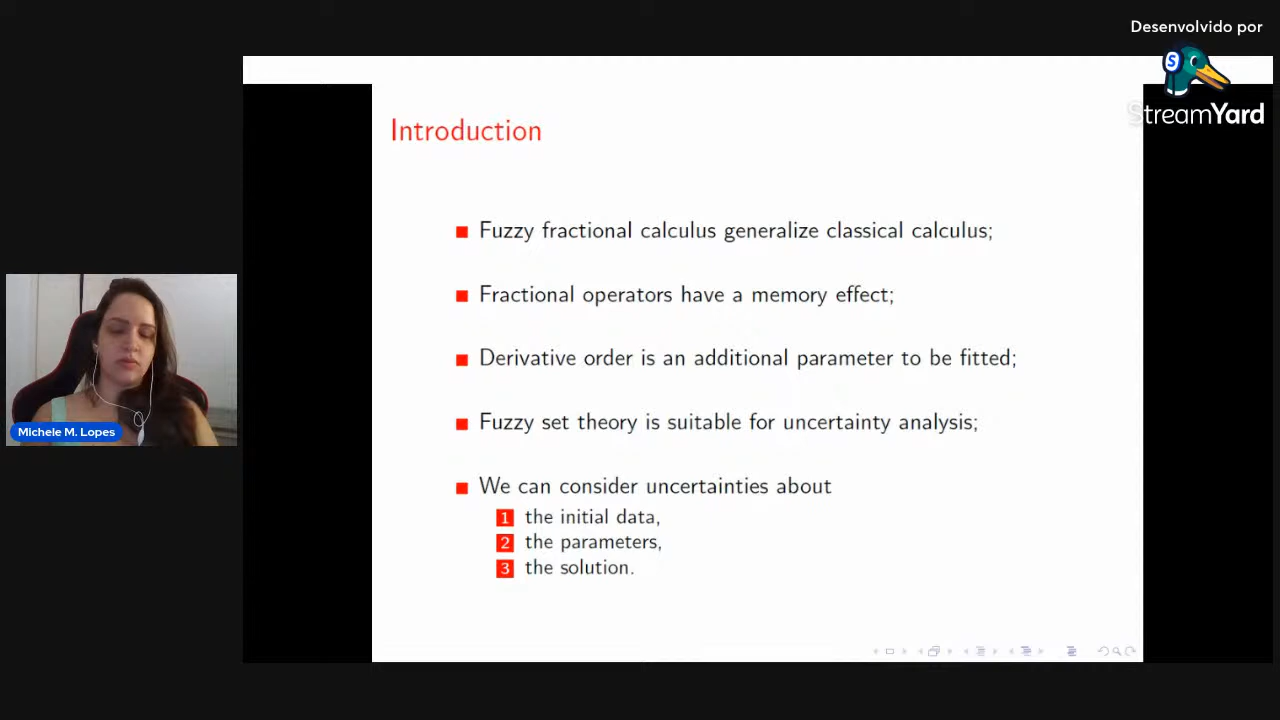 Desenvolvido por
StreamYard
Introduction
Fuzzy fractional calculus generalize classical calculus;
Fractional operators have a memory effect;
Derivative order is an additional parameter to be fitted;
Fuzzy set theory is suitable for uncertainty analysis;
We can consider uncertainties about
1 the initial data,
2 the parameters,
3 the solution.
Michele M. Lopes